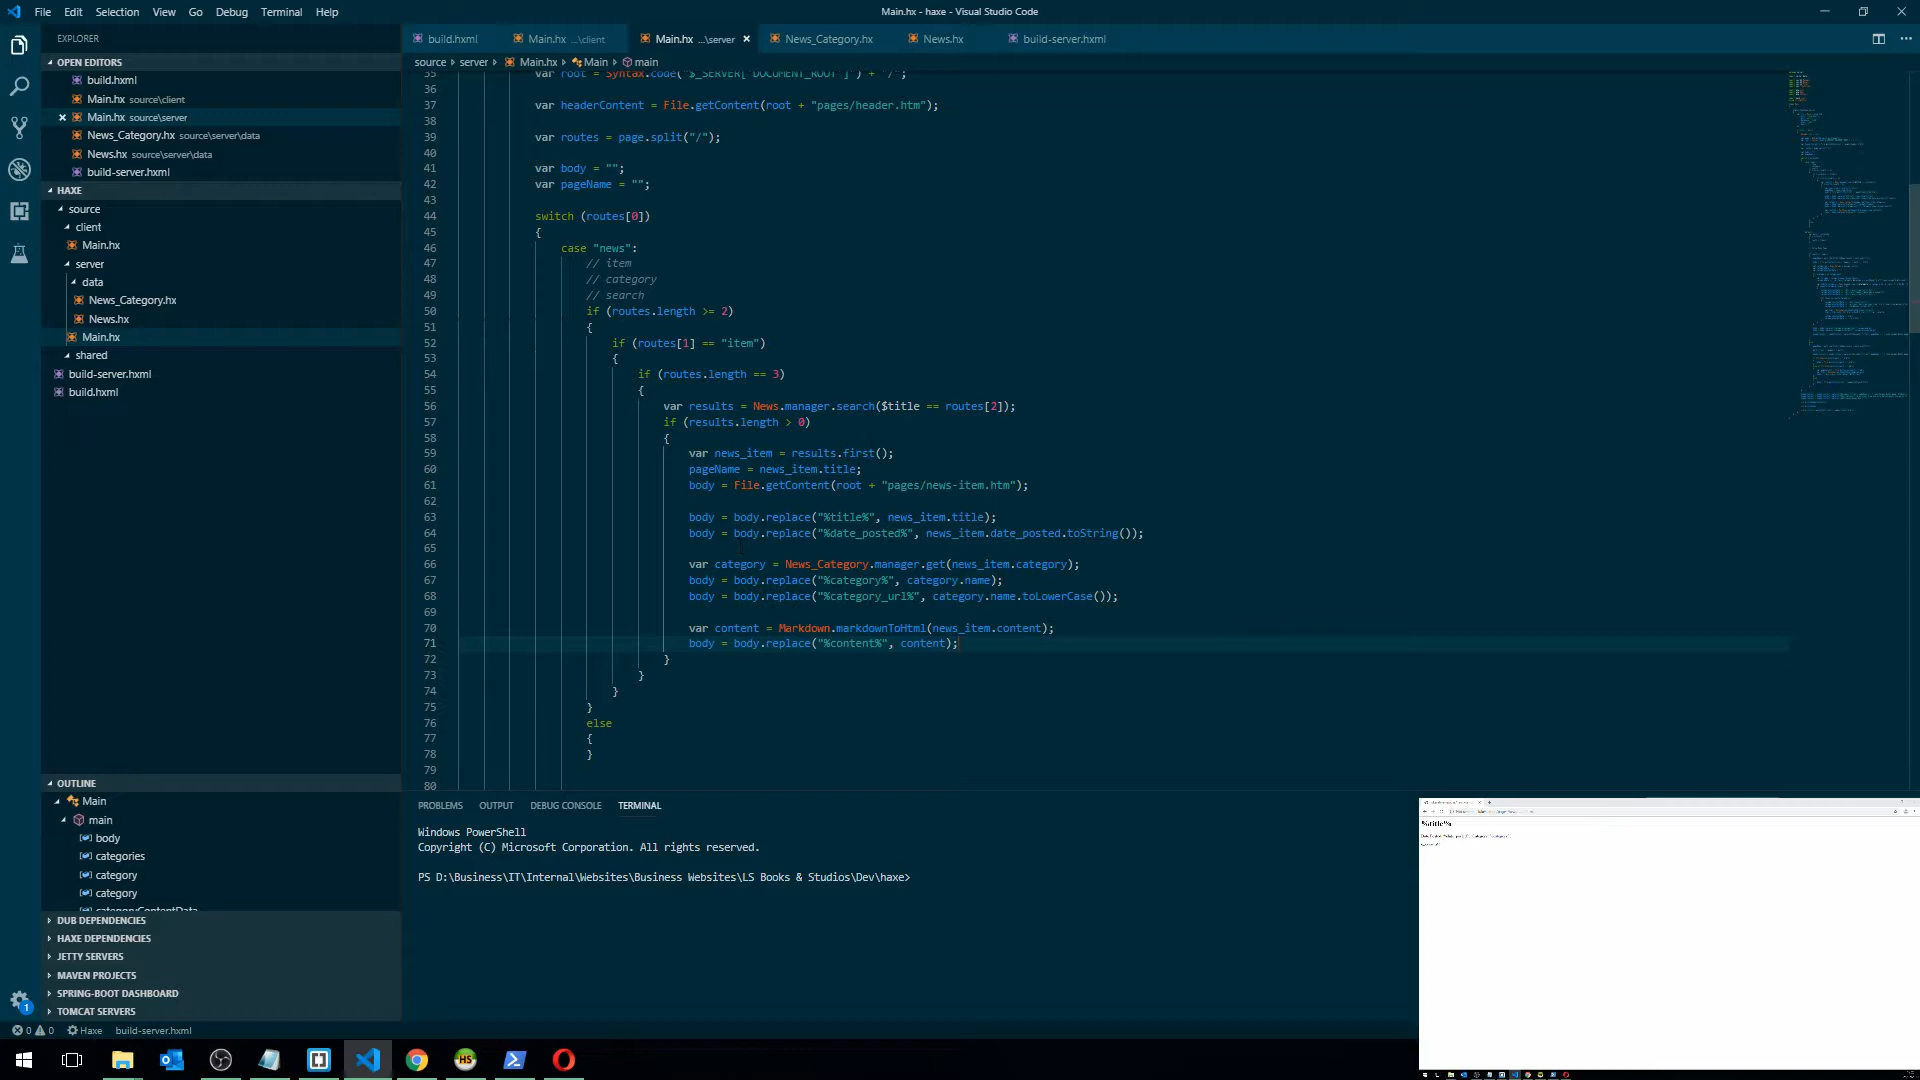 File Edit Selection View Go Debug Terminal Help
Main.hx - haxe - Visual Studio Code
EXPLORER
OPEN EDITORS
build.hxml
Main.hx source\client
Main.hx source\server
News_Category.hx source\server\data
News.hx source\server\data
build-server.hxml
HAXE
source
client
Main.hx
server
data
News_Category.hx
News.hx
Main.hx
shared
build-server.hxml
build.hxml
OUTLINE
Main
main
body
categories
category
category
categoryContentData
DUB DEPENDENCIES
HAXE DEPENDENCIES
JETTY SERVERS
MAVEN PROJECTS
SPRING-BOOT DASHBOARD
TOMCAT SERVERS
build.hxml Main.hx ...\client Main.hx ...\server News_Category.hx News.hx build-server.hxml
source server Main.hx Main main
35 var root = Syntax.code("$_SERVER['DOCUMENT_ROOT']") + "/";
36
37 var headerContent = File.getContent(root + "pages/header.htm");
38
39 var routes = page.split("/");
40
41 var body = "";
42 var pageName = "";
43
44 switch (routes[0])
45 {
46 case "news":
47 // item
48 // category
49 // search
50 if (routes.length >= 2)
51 {
52 if (routes[1] == "item")
53 {
54 if (routes.length == 3)
55 {
56 var results = News.manager.search($title == routes[2]);
57 if (results.length > 0)
58 {
59 var news_item = results.first();
60 pageName = news_item.title;
61 body = File.getContent(root + "pages/news-item.htm");
62
63 body = body.replace("%title%", news_item.title);
64 body = body.replace("%date_posted%", news_item.date_posted.toString());
65
66 var category = News_Category.manager.get(news_item.category);
67 body = body.replace("%category%", category.name);
68 body = body.replace("%category_url%", category.name.toLowerCase());
69
70 var content = Markdown.markdownToHtml(news_item.content);
71 body = body.replace("%content%", content);
72 }
73 }
74 }
75 }
76 else
77 {
78 }
79
80
PROBLEMS OUTPUT DEBUG CONSOLE TERMINAL
Windows PowerShell
Copyright (C) Microsoft Corporation. All rights reserved.
PS D:\Business\IT\Internal\Websites\Business Websites\LS Books & Studios\Dev\haxe>
%title%
0 0 Haxe build-server.hxml
1
HS